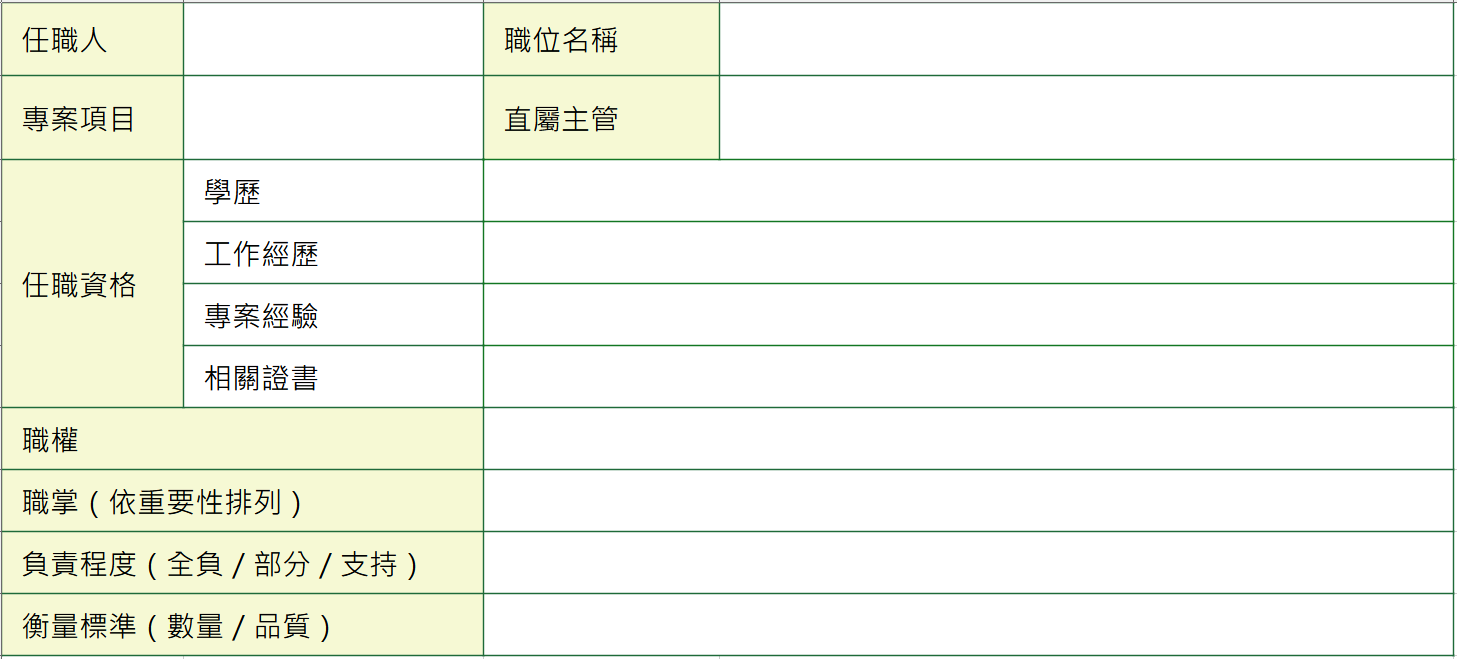 任職人 職位名稱
專案項目 直屬主管
學歷
工作經歷
任職資格
專案經驗
相關證書
職權
職掌 ( 依重要性排列 )
負責程度 ( 全負 / 部分 / 支持 )
衡量標準 ( 數量 / 品質 )